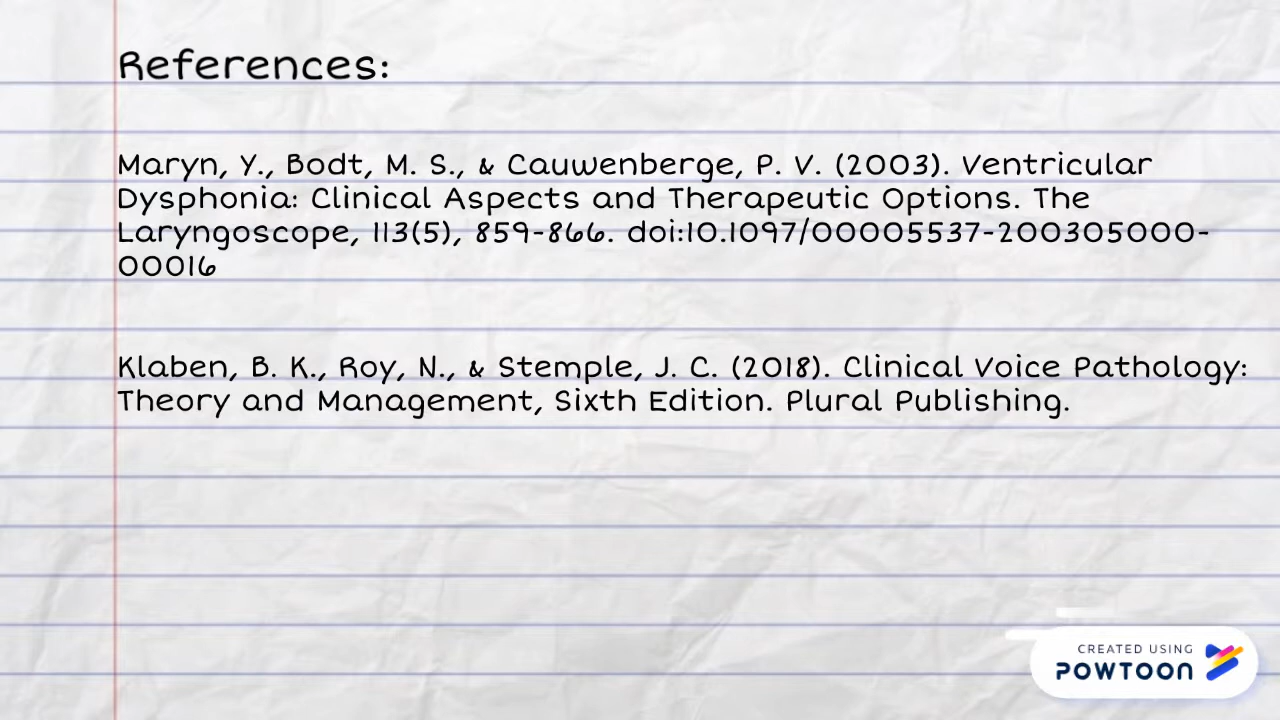 References:
Maryn, Y., Bodt, M. S., & Cauwenberge, P. V. (2003). Ventricular
Dysphonia: Clinical Aspects and Therapeutic Options. The
Laryngoscope, 113(5), 859-866. doi:10.1097/00005537-200305000-
00016
Klaben, B. K., Roy, N., & Stemple, J. C. (2018). Clinical Voice Pathology:
Theory and Management, Sixth Edition. Plural Publishing.
CREATED USING
POWTOON